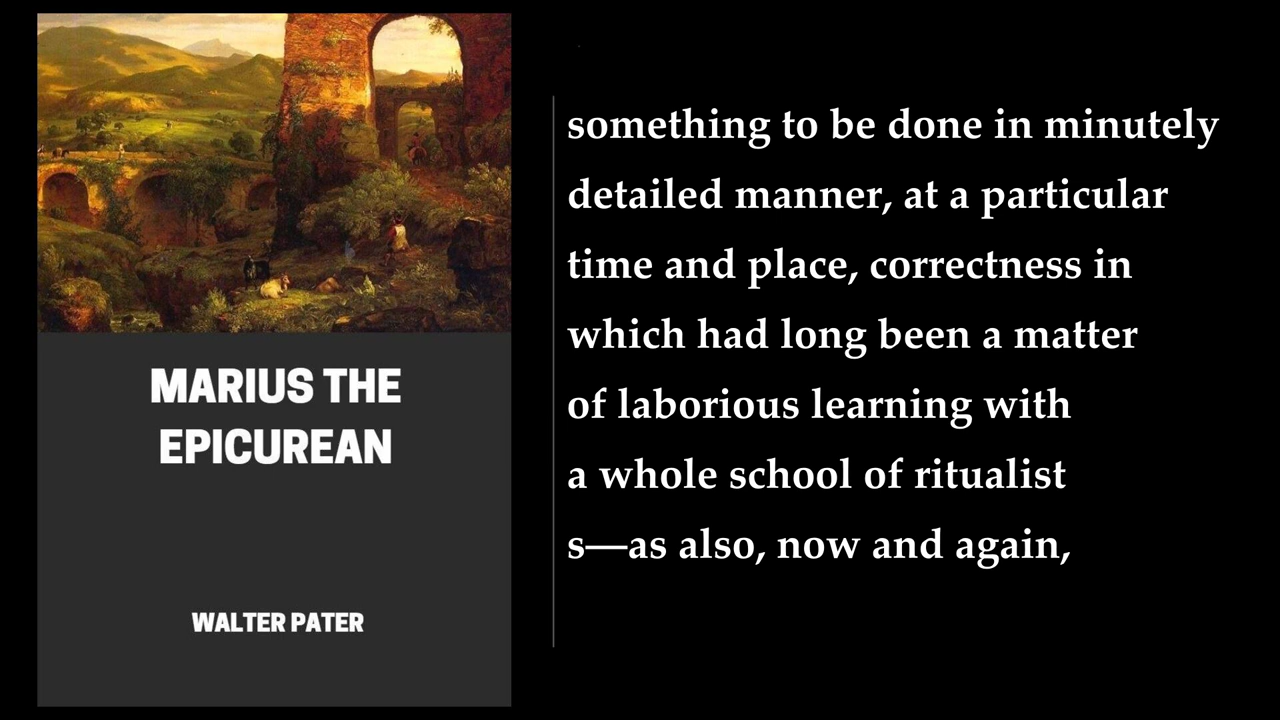 MARIUS THE
EPICUREAN
WALTER PATER
something to be done in minutely
detailed manner, at a particular
time and place, correctness in
which had long been a matter
of laborious learning with
a whole school of ritualist
s—as also, now and again,